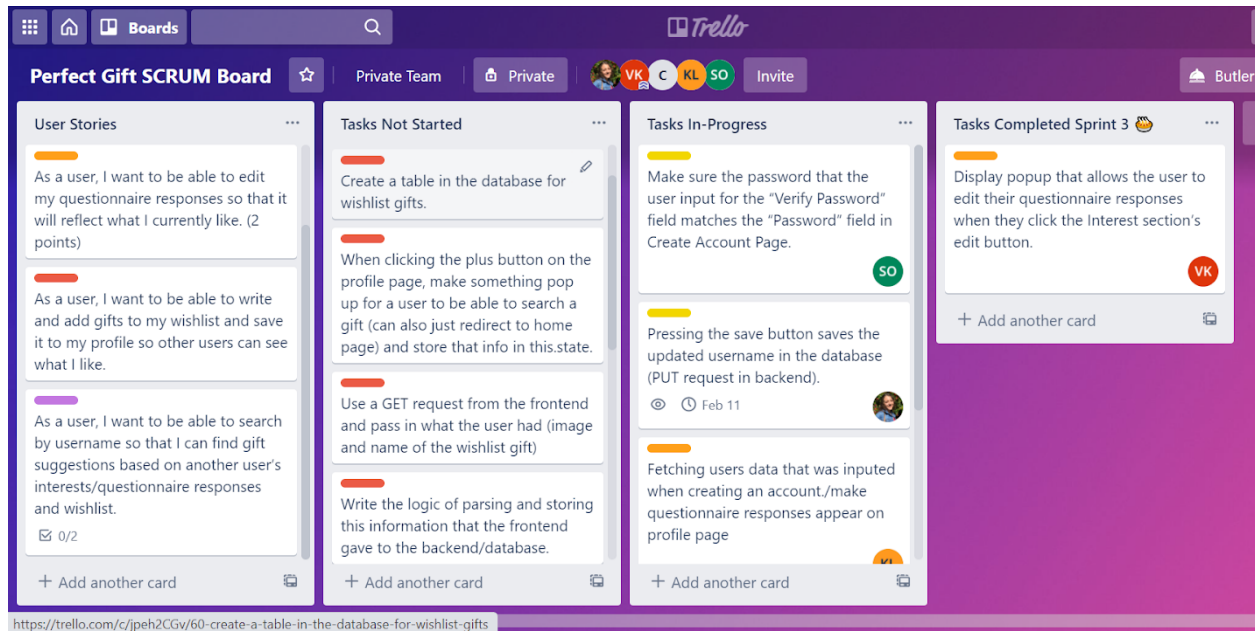 Boards
Trello
Perfect Gift SCRUM Board
Private Team
Private
VK
C
KL
SO
Invite
Butler
User Stories
As a user, I want to be able to edit
my questionnaire responses so that it
will reflect what I currently like. (2
points)
As a user, I want to be able to write
and add gifts to my wishlist and save
it to my profile so other users can see
what I like.
As a user, I want to be able to search
by username so that I can find gift
suggestions based on another user's
interests/questionnaire responses
and wishlist.
0/2
+ Add another card
Tasks Not Started
Create a table in the database for
wishlist gifts.
When clicking the plus button on the
profile page, make something pop
up for a user to be able to search a
gift (can also just redirect to home
page) and store that info in this.state.
Use a GET request from the frontend
and pass in what the user had (image
and name of the wishlist gift)
Write the logic of parsing and storing
this information that the frontend
gave to the backend/database.
+ Add another card
Tasks In-Progress
Make sure the password that the
user input for the “Verify Password”
field matches the “Password” field in
Create Account Page.
SO
Pressing the save button saves the
updated username in the database
(PUT request in backend).
Feb 11
Fetching users data that was inputed
when creating an account./make
questionnaire responses appear on
profile page
KL
+ Add another card
Tasks Completed Sprint 3
Display popup that allows the user to
edit their questionnaire responses
when they click the Interest section’s
edit button.
VK
+ Add another card
https://trello.com/c/jpeh2CGv/60-create-a-table-in-the-database-for-wishlist-gifts